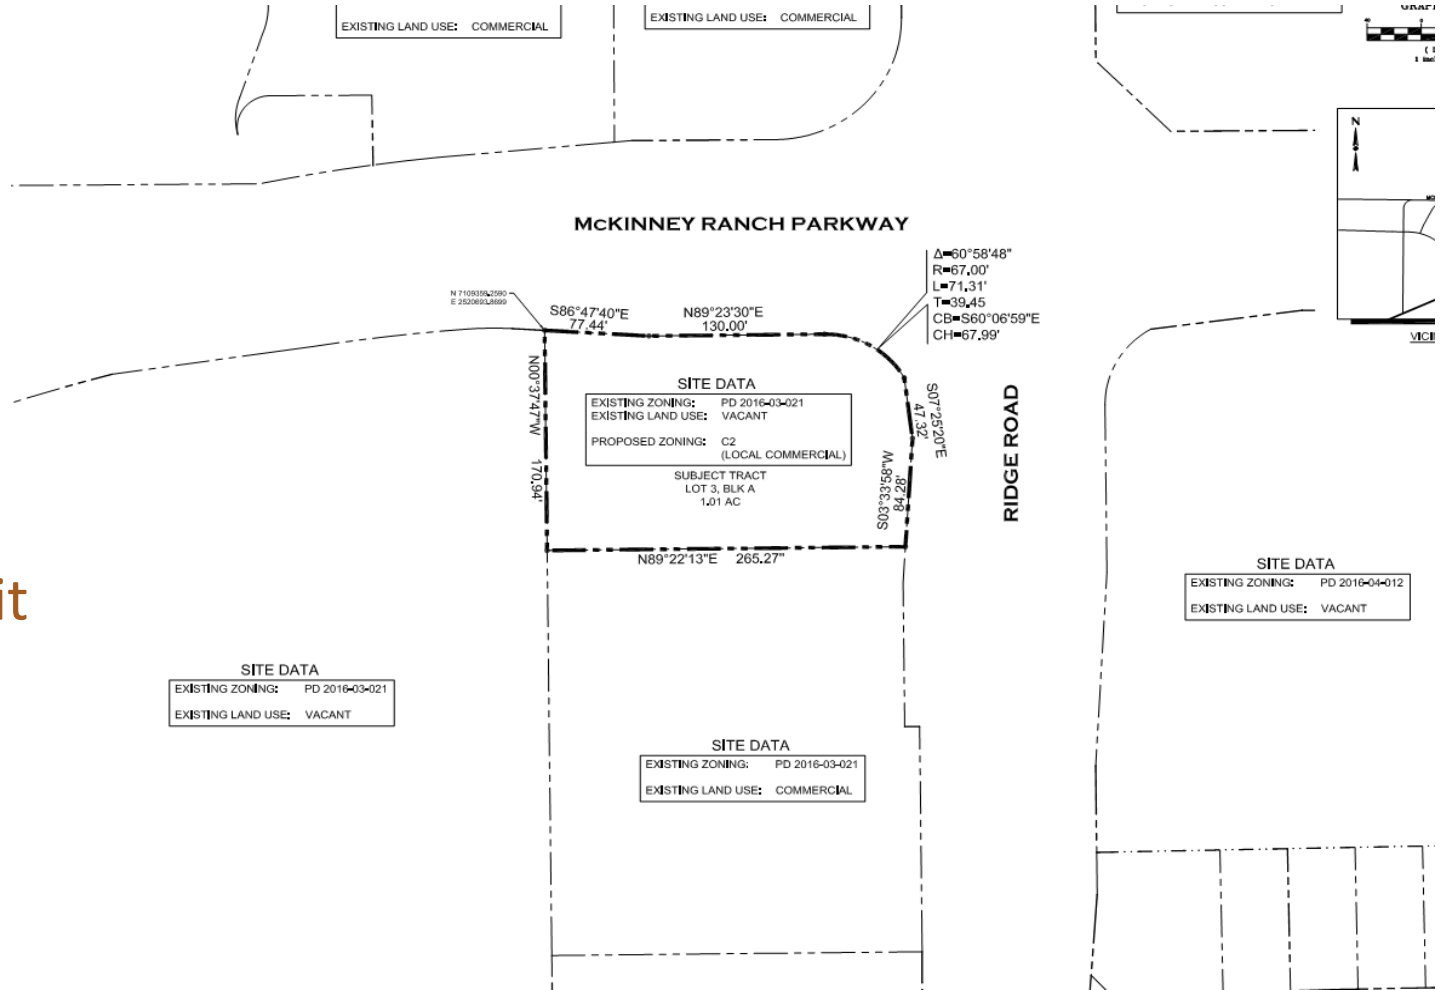 EXISTING LAND USE: COMMERCIAL
EXISTING LAND USE: COMMERCIAL
N
McKINNEY RANCH PARKWAY
Δ=60°58'48"
R=67.00'
L=71.31'
T=39.45
CB=S60°06'59"E
CH=67.99'
S86°47'40"E
77.44'
N89°23'30"E
130.00'
N00°37'47"W 170.94'
SITE DATA
EXISTING ZONING: PD 2016-03-021
EXISTING LAND USE: VACANT
PROPOSED ZONING: C2
(LOCAL COMMERCIAL)
SUBJECT TRACT
LOT 3, BLK A
1.01 AC
S07°25'20"E
47.32'
S03°33'58"W
84.28'
RIDGE ROAD
N89°22'13"E 265.27"
SITE DATA
EXISTING ZONING: PD 2016-04-012
EXISTING LAND USE: VACANT
it
SITE DATA
EXISTING ZONING: PD 2016-03-021
EXISTING LAND USE: VACANT
SITE DATA
EXISTING ZONING: PD 2016-03-021
EXISTING LAND USE: COMMERCIAL